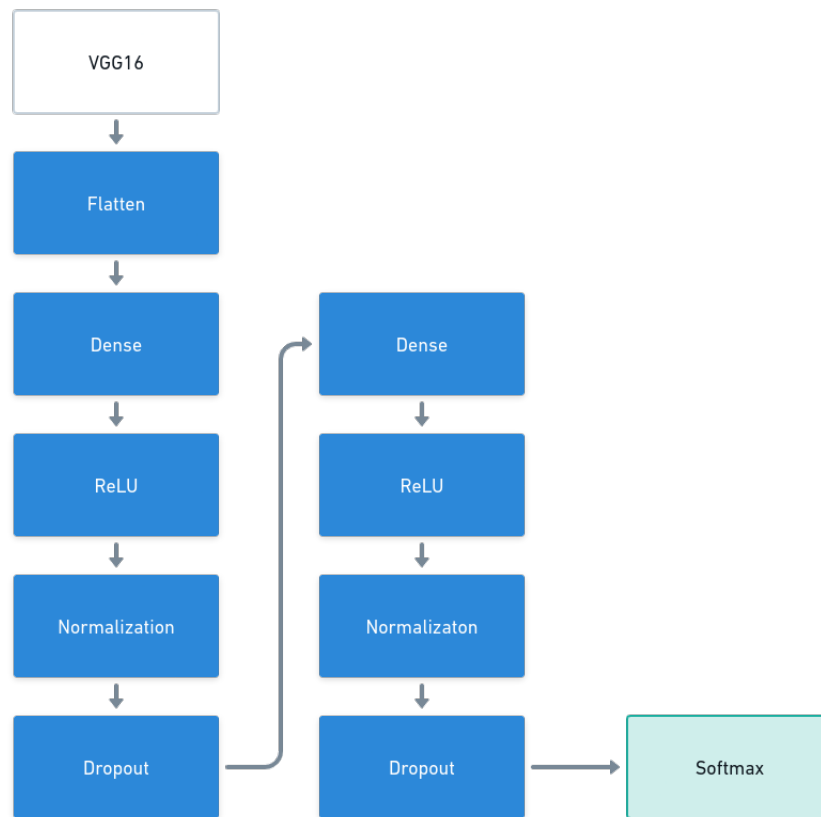 VGG16
Flatten
Dense
ReLU
Normalization
Dropout
Dense
ReLU
Normalizaton
Dropout
Softmax